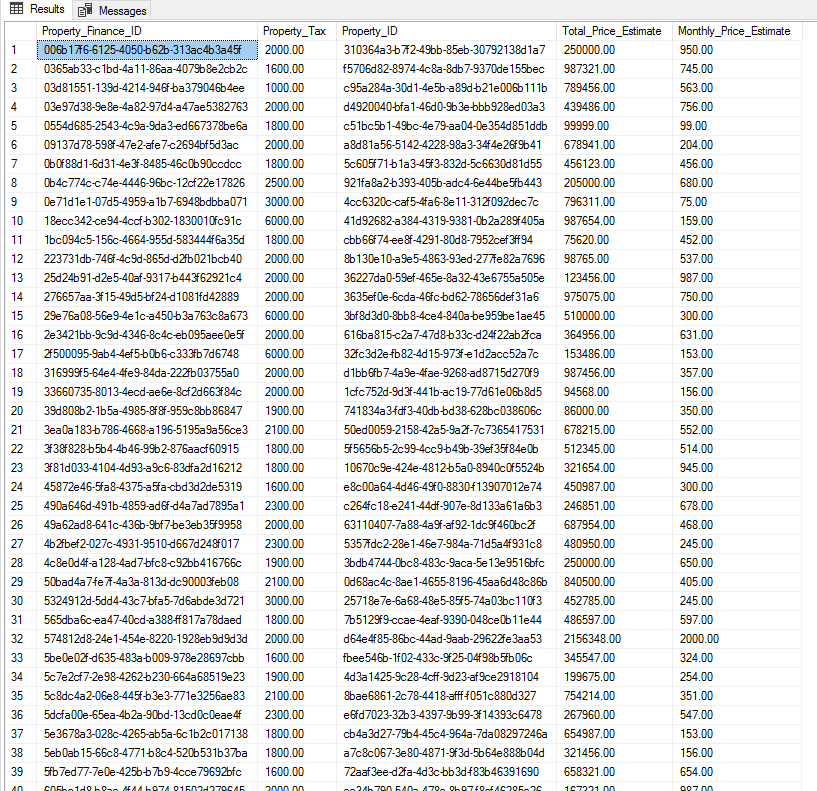 Results Messages
Property_Finance_ID Property_Tax Property_ID Total_Price_Estimate Monthly_Price_Estimate
1 006b17f6-6125-4050-b62b-313ac4b3a45f 2000.00 310364a3-b7f2-49bb-85eb-30792138d1a7 250000.00 950.00
2 0365ab33-c1bd-4a11-86aa-4079b8e2cb2c 1600.00 f5706d82-8974-4c8a-8db7-9370de155bec 987321.00 745.00
3 03d81551-139d-4214-946f-ba379046b4ee 1000.00 c95a284a-30d1-4e5b-a89d-b21e006b111b 789456.00 563.00
4 03e97d38-9e8e-4a82-97d4-a47ae5382763 2000.00 d4920040-bfa1-46d0-9b3e-bbb928ed03a3 439486.00 756.00
5 0554d685-2543-4c9a-9da3-ed667378be6a 1800.00 c51bc5b1-49bc-4e79-aa04-0e354d851ddb 99999.00 99.00
6 09137d78-598f-47e2-afe7-c2694bf5d3ac 2000.00 a8d81a56-5142-4228-98a3-34f4e26f9b41 678941.00 204.00
7 0b0f88d1-6d31-4e3f-8485-46c0b90ccdcc 1800.00 5c605f71-b1a3-45f3-832d-5c6630d81d55 456123.00 456.00
8 0b4c774c-c74e-4446-96bc-12cf22e17826 2500.00 921fa8a2-b393-405b-adc4-6e44be5fb443 205000.00 680.00
9 0e71d1e1-07d5-4959-a1b7-6948bdbba071 3000.00 4cc6320c-caf5-4fa6-8e11-312f092dec7c 796311.00 75.00
10 18ecc342-ce94-4ccf-b302-1830010fc91c 6000.00 41d92682-a384-4319-9381-0b2a289f405a 987654.00 159.00
11 1bc094c5-156c-4664-955d-583444f6a35d 1800.00 cbb66f74-ee8f-4291-80d8-7952cef3ff94 75620.00 452.00
12 223731db-746f-4c9d-865d-d2fb021bcb40 2000.00 8b130e10-a9e5-4863-93ed-277fe82a7696 98765.00 537.00
13 25d24b91-d2e5-40af-9317-b443f62921c4 2000.00 36227da0-59ef-465e-8a32-43e6755a505e 123456.00 987.00
14 276657aa-3f15-49d5-bf24-d1081fd42889 2000.00 3635ef0e-6cda-46fc-bd62-78656def31a6 975075.00 750.00
15 29e76a08-56e9-4e1c-a450-b3a763c8a673 6000.00 3bf8d3d0-8bb8-4ce4-840a-be959be1ae45 510000.00 300.00
16 2e3421bb-9c9d-4346-8c4c-eb095aee0e5f 2000.00 616ba815-c2a7-47d8-b33c-d24f22ab2fca 364956.00 631.00
17 2f500095-9ab4-4ef5-b0b6-c333fb7d6748 6000.00 32fc3d2e-fb82-4d15-973f-e1d2acc52a7c 153486.00 153.00
18 316999f5-64e4-4fe9-84da-222fb03755a0 2000.00 d1bb6fb7-4a9e-4fae-9268-ad8715d270f9 987456.00 357.00
19 33660735-8013-4ecd-ae6e-8cf2d663f84c 2000.00 1cfc752d-9d3f-441b-ac19-77d61e06b8d5 94568.00 156.00
20 39d808b2-1b5a-4985-8f8f-959c8bb86847 1900.00 741834a3-fdf3-40db-bd38-628bc038606c 86000.00 350.00
21 3ea0a183-b786-4668-a196-5195a9a56ce3 2100.00 50ed0059-2158-42a5-9a2f-7c7365417531 678215.00 552.00
22 3f38f828-b5b4-4b46-99b2-876aacf60915 1800.00 5f5656b5-2c99-4cc9-b49b-39ef35f84e0b 512345.00 514.00
23 3f81d033-4104-4d93-a9c6-83dfa2d16212 1800.00 10670c9e-424e-4812-b5a0-8940c0f5524b 321654.00 945.00
24 45872e46-5fa8-4375-a5fa-cbd3d2de5319 1600.00 e8c00a64-4d46-49f0-8830-f13907012e74 450987.00 300.00
25 490a646d-491b-4859-ad6f-d4a7ad7895a1 2300.00 c264fc18-e241-44df-907e-8d133a61a6b3 246851.00 678.00
26 49a62ad8-641c-436b-9bf7-be3eb35f9958 2000.00 63110407-7a88-4a9f-af92-1dc9f460bc2f 687954.00 468.00
27 4b2fbef2-027c-4931-9510-d667d248f017 2300.00 5357fdc2-28e1-46e7-984a-71d5a4f931c8 480950.00 245.00
28 4c8e0d4f-a128-4ad7-bfc8-c92bb416766c 1900.00 3bdb4744-0bc8-483c-9aca-5e13e9516bfc 250000.00 650.00
29 50bad4a7-fe7f-4a3a-813d-dc90003feb08 2100.00 0d68ac4c-8ae1-4655-8196-45aa6d48c86b 840500.00 405.00
30 5324912d-5dd4-43c7-bfa5-7d6abde3d721 3000.00 25718e7e-6a68-48e5-85f5-74a03bc110f3 452785.00 245.00
31 565dba6c-ea47-40cd-a388-ff817a78daed 1800.00 7b5129f9-ccae-4eaf-9390-048ce0b11e44 486597.00 597.00
32 574812d8-24e1-454e-8220-1928eb9d9d3d 2000.00 d64e4f85-86bc-44ad-9aab-29622fe3aa53 2156348.00 2000.00
33 5be0e02f-d635-483a-b009-978e28697cbb 1600.00 fbee546b-1f02-433c-9f25-04f98b5fb06c 345547.00 324.00
34 5c7e2cf7-2e98-4262-b230-664a68519e23 1900.00 4d3a1425-9c28-4cff-9d23-af9ce2918104 199675.00 254.00
35 5c8dc4a2-06e8-445f-b3e3-771e3256ae83 2100.00 8bae6861-2c78-4418-afff-f051c880d327 754214.00 351.00
36 5dcfa00e-65ea-4b2a-90bd-13cd0c0eae4f 2300.00 e6fd7023-32b3-4397-9b99-3f14393c6478 267960.00 547.00
37 5e3678a3-028c-4265-ab5a-6c1b2c017138 1800.00 cb4a3d27-79b4-45c4-964a-7da08297246a 654987.00 153.00
38 5eb0ab15-66c8-4771-b8c4-520b531b37ba 1800.00 a7c8c067-3e80-4871-9f3d-5b64e888b04d 321456.00 156.00
39 5fb7ed77-7e0e-425b-b7b9-4cce79692bfc 1600.00 72aaf3ee-d2fa-4d3c-bb3d-f83b46391690 658321.00 654.00